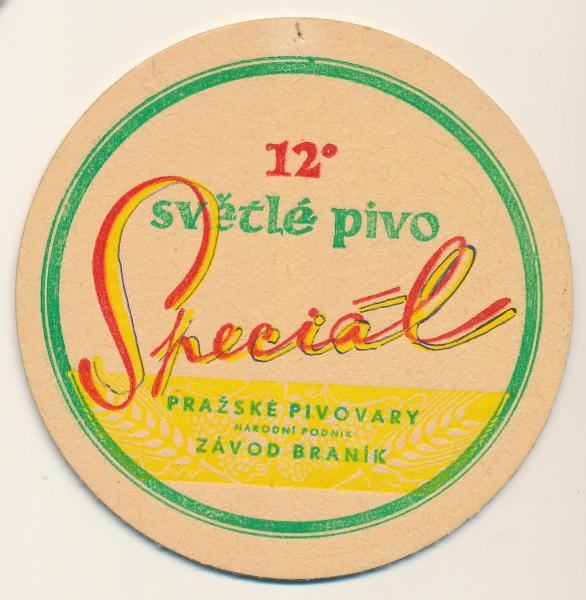 12°
světlé pivo
Speciál
PRAŽSKÉ PIVOVARY
NÁRODNÍ PODNIK
ZÁVOD BRANÍK